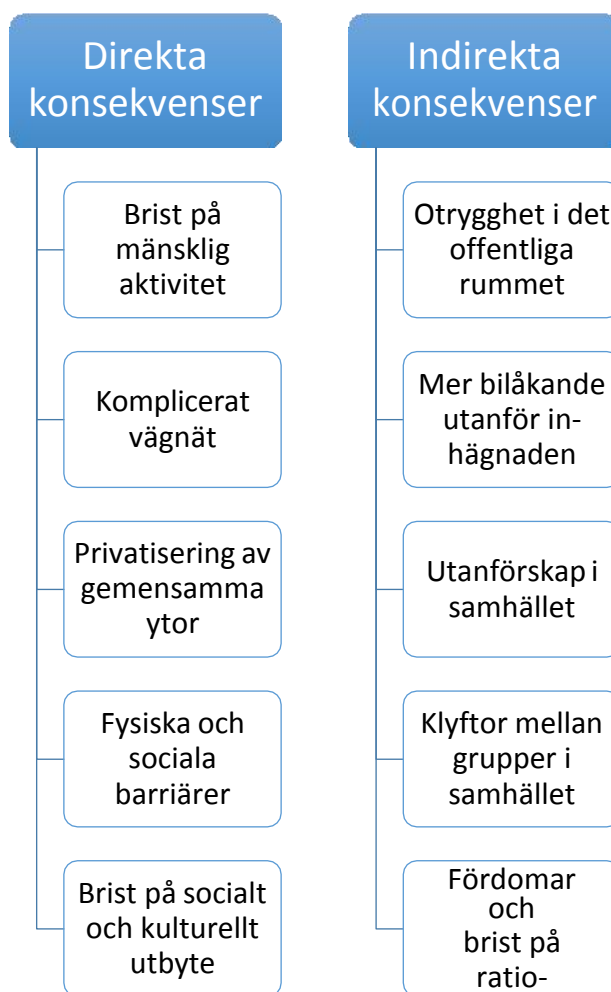 Direkta
konsekvenser
Brist på
mänsklig
aktivitet
Komplicerat
vägnät
Privatisering av
gemensamma
ytor
Fysiska och
sociala
barriärer
Brist på socialt
och kulturellt
utbyte
Indirekta
konsekvenser
Otrygghet i det
offentliga
rummet
Mer bilåkande
utanför in-
hägnaden
Utanförskap i
samhället
Klyftor mellan
grupper i
samhället
Fördomar
och
brist på
ratio-